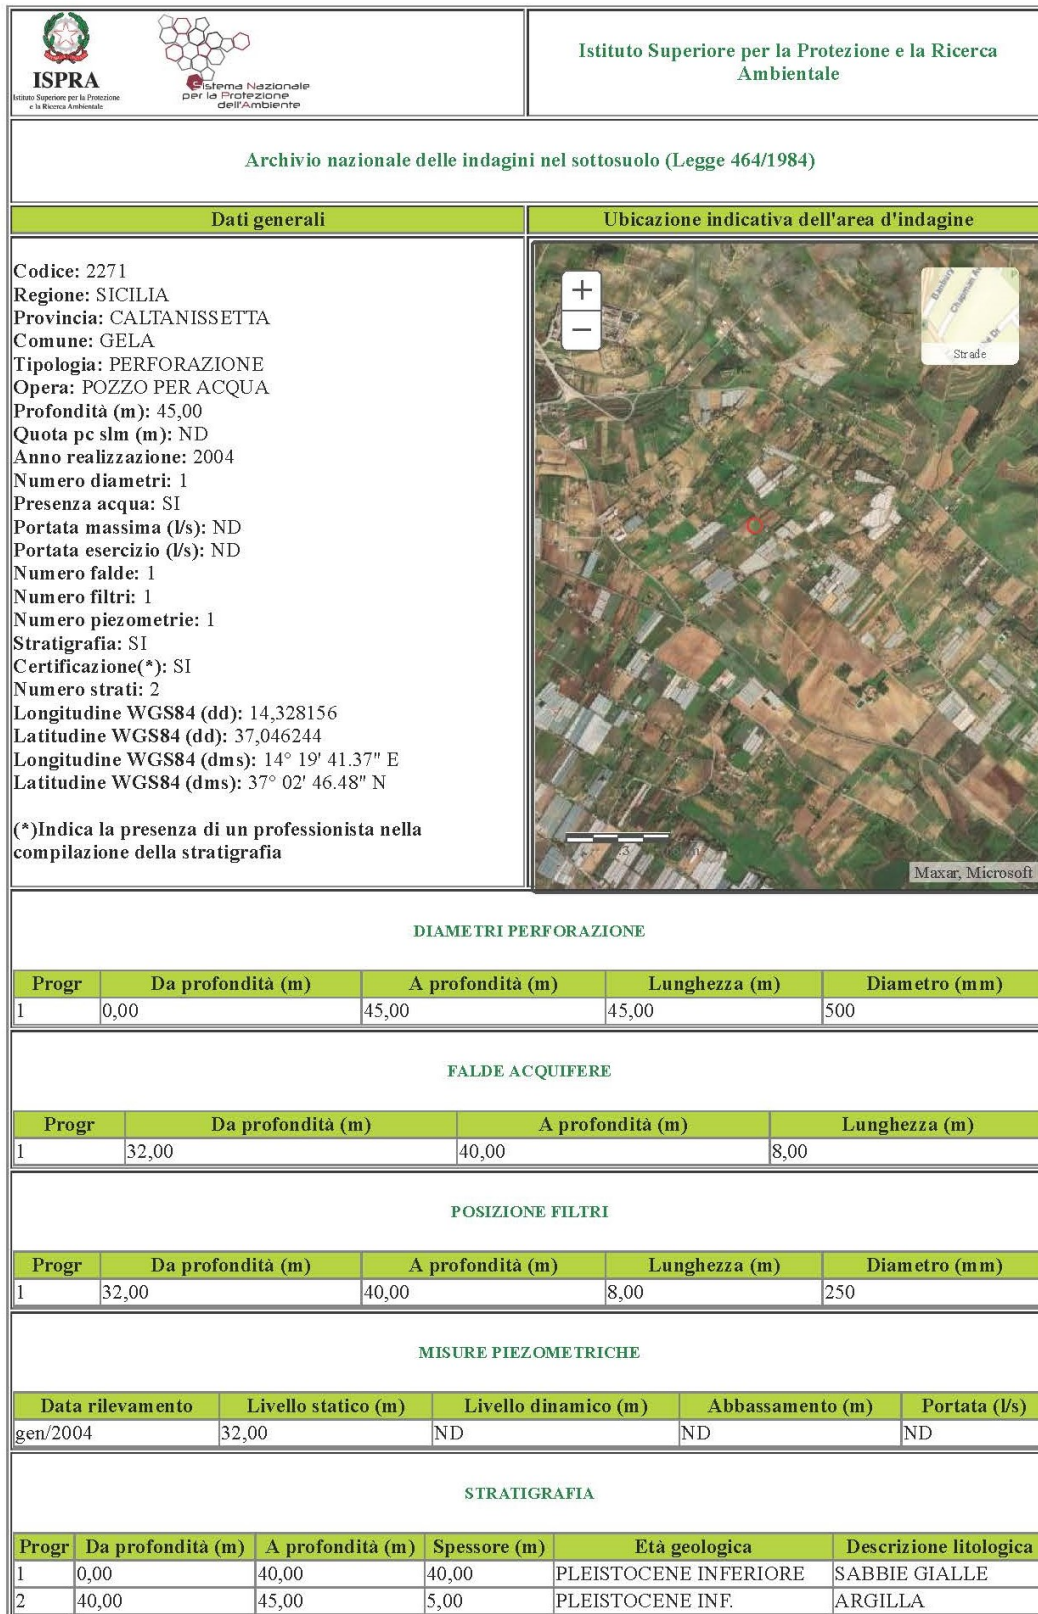 ISPRA
Istituto Superiore per la Protezione
e la Ricerca Ambientale
Sistema Nazionale
per la Protezione
dell'Ambiente
Istituto Superiore per la Protezione e la Ricerca
Ambientale
Archivio nazionale delle indagini nel sottosuolo (Legge 464/1984)
Dati generali
Codice: 2271
Regione: SICILIA
Provincia: CALTANISSETTA
Comune: GELA
Tipologia: PERFORAZIONE
Opera: POZZO PER ACQUA
Profondità (m): 45,00
Quota pc slm (m): ND
Anno realizzazione: 2004
Numero diametri: 1
Presenza acqua: SI
Portata massima (l/s): ND
Portata esercizio (l/s): ND
Numero falde: 1
Numero filtri: 1
Numero piezometrie: 1
Stratigrafia: SI
Certificazione(*): SI
Numero strati: 2
Longitudine WGS84 (dd): 14,328156
Latitudine WGS84 (dd): 37,046244
Longitudine WGS84 (dms): 14° 19' 41.37" E
Latitudine WGS84 (dms): 37° 02' 46.48" N
(*)Indica la presenza di un professionista nella
compilazione della stratigrafia
Ubicazione indicativa dell'area d'indagine
+
−
Banbury
Chapman Av
Dr
Strade
Maxar, Microsoft
DIAMETRI PERFORAZIONE
Progr Da profondità (m) A profondità (m) Lunghezza (m) Diametro (mm)
1 0,00 45,00 45,00 500
FALDE ACQUIFERE
Progr Da profondità (m) A profondità (m) Lunghezza (m)
1 32,00 40,00 8,00
POSIZIONE FILTRI
Progr Da profondità (m) A profondità (m) Lunghezza (m) Diametro (mm)
1 32,00 40,00 8,00 250
MISURE PIEZOMETRICHE
Data rilevamento Livello statico (m) Livello dinamico (m) Abbassamento (m) Portata (l/s)
gen/2004 32,00 ND ND ND
STRATIGRAFIA
Progr Da profondità (m) A profondità (m) Spessore (m) Età geologica Descrizione litologica
1 0,00 40,00 40,00 PLEISTOCENE INFERIORE SABBIE GIALLE
2 40,00 45,00 5,00 PLEISTOCENE INF. ARGILLA